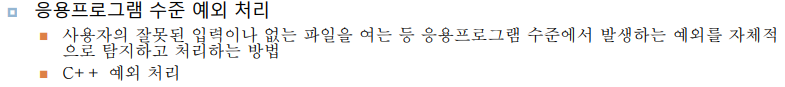 응용프로그램 수준 예외 처리
사용자의 잘못된 입력이나 없는 파일을 여는 등 응용프로그램 수준에서 발생하는 예외를 자체적
으로 탐지하고 처리하는 방법
C++ 예외 처리